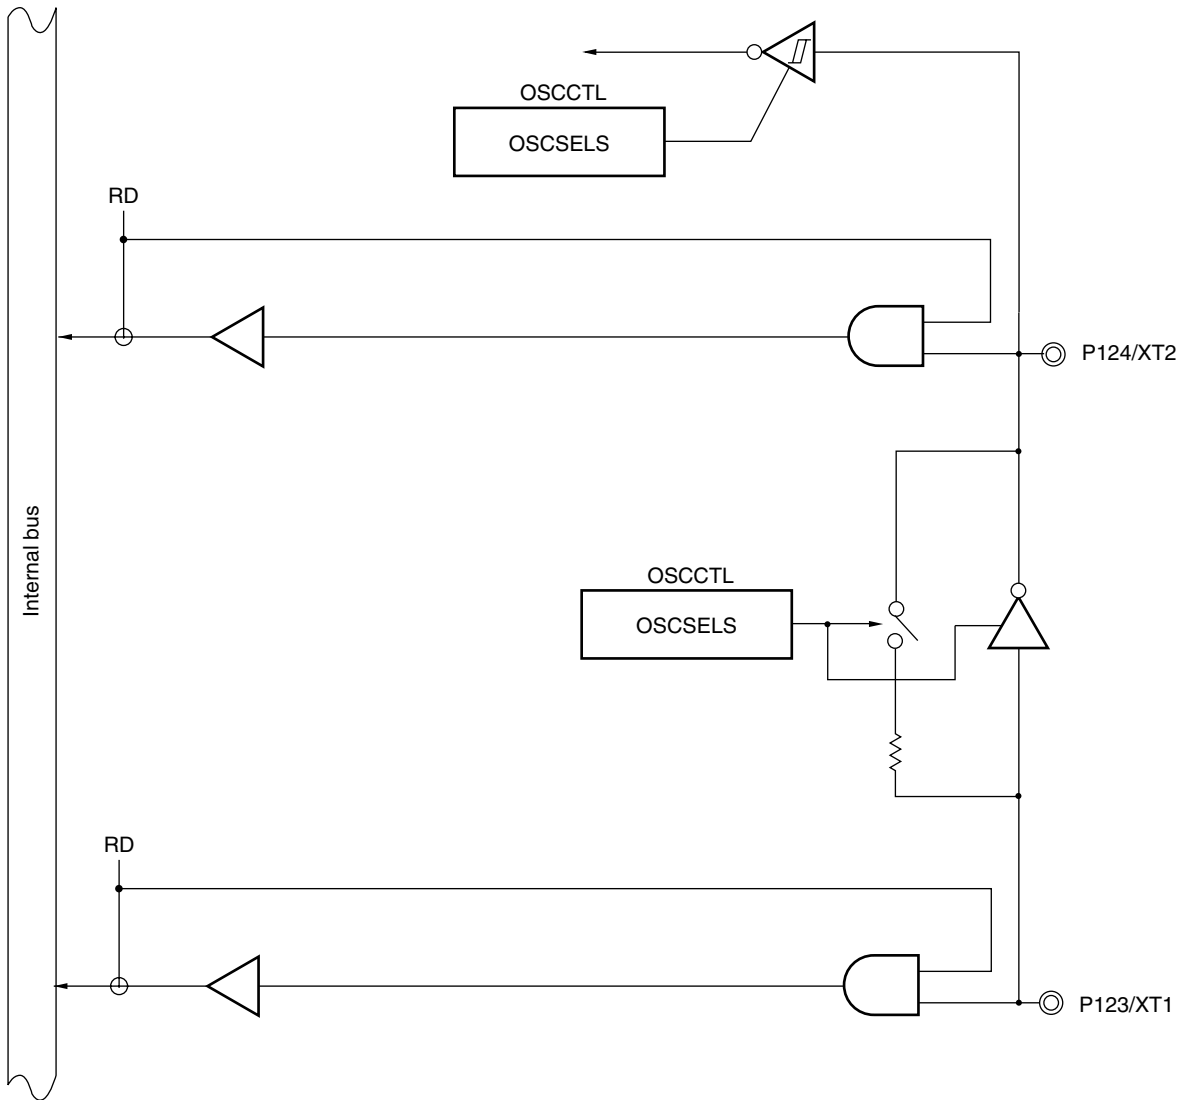 OSCCTL
OSCSELS
RD
P124/XT2
Internal bus
OSCCTL
OSCSELS
RD
P123/XT1